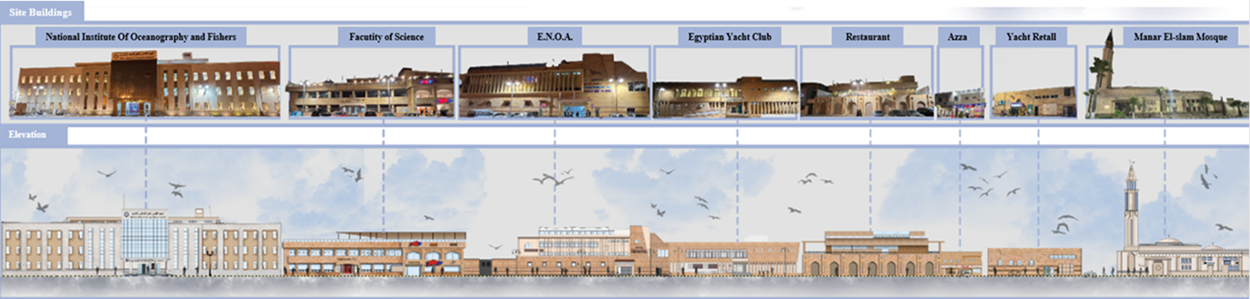 Site Buildings
National Institute Of Oceanography and Fishers
Facutity of Science
E.N.O.A.
Egyptian Yacht Club
Restaurant
Azza
Yacht Retall
Manar El-slam Mosque
Elevation